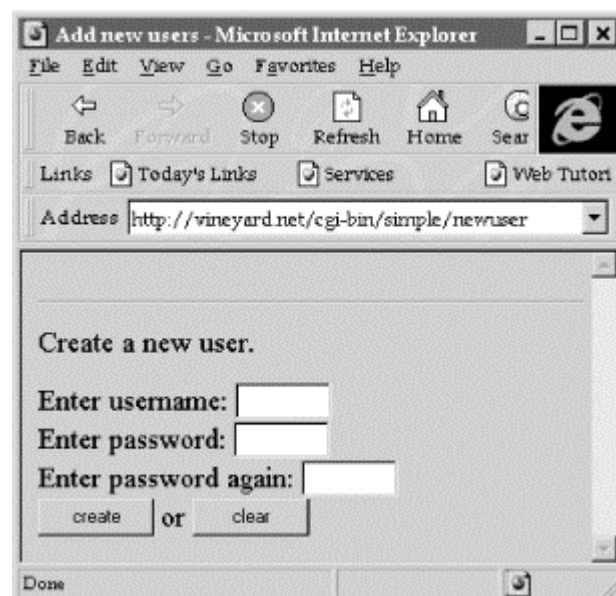 Add new users - Microsoft Internet Explorer
File Edit View Go Favorites Help
Back Forward Stop Refresh Home Sear
Links Today's Links Services Web Tutori
Address http://vineyard.net/cgi-bin/simple/newuser
Create a new user.
Enter username:
Enter password:
Enter password again:
create or clear
Done